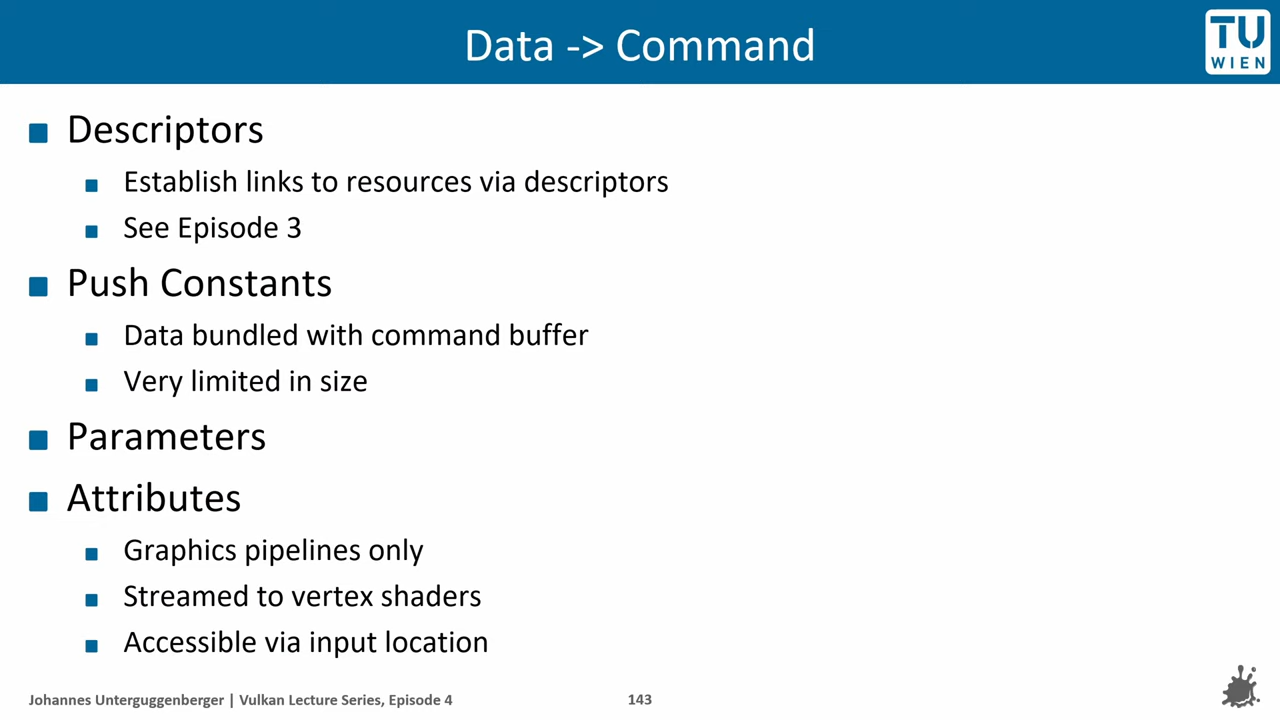 Data -> Command
TU
WIEN
Descriptors
Establish links to resources via descriptors
See Episode 3
Push Constants
Data bundled with command buffer
Very limited in size
Parameters
Attributes
Graphics pipelines only
Streamed to vertex shaders
Accessible via input location
Johannes Unterguggenberger | Vulkan Lecture Series, Episode 4
143